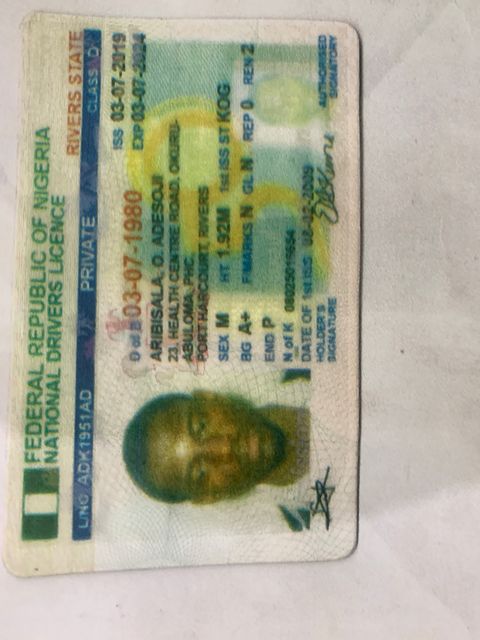 FEDERAL REPUBLIC OF NIGERIA
NATIONAL DRIVERS LICENCE
RIVERS STATE
L/NO ADK1951AD PRIVATE CLASS D
ISS 03-07-2019
D of B 03-07-1980 EXP 03-07-2024
ARIBISALA, O. ADESOJI
23, HEALTH CENTRE ROAD, OKURU-
ABULOMA, PHC.
PORT HARCOURT, RIVERS
SEX M HT 1.92M 1st ISS ST KOG
BG A+ F/MARKS N GL N REP 0 REN 2
END P
N of K
DATE OF 1st ISS 06-02-2009
HOLDER'S
SIGNATURE
AUTHORISED
SIGNATORY